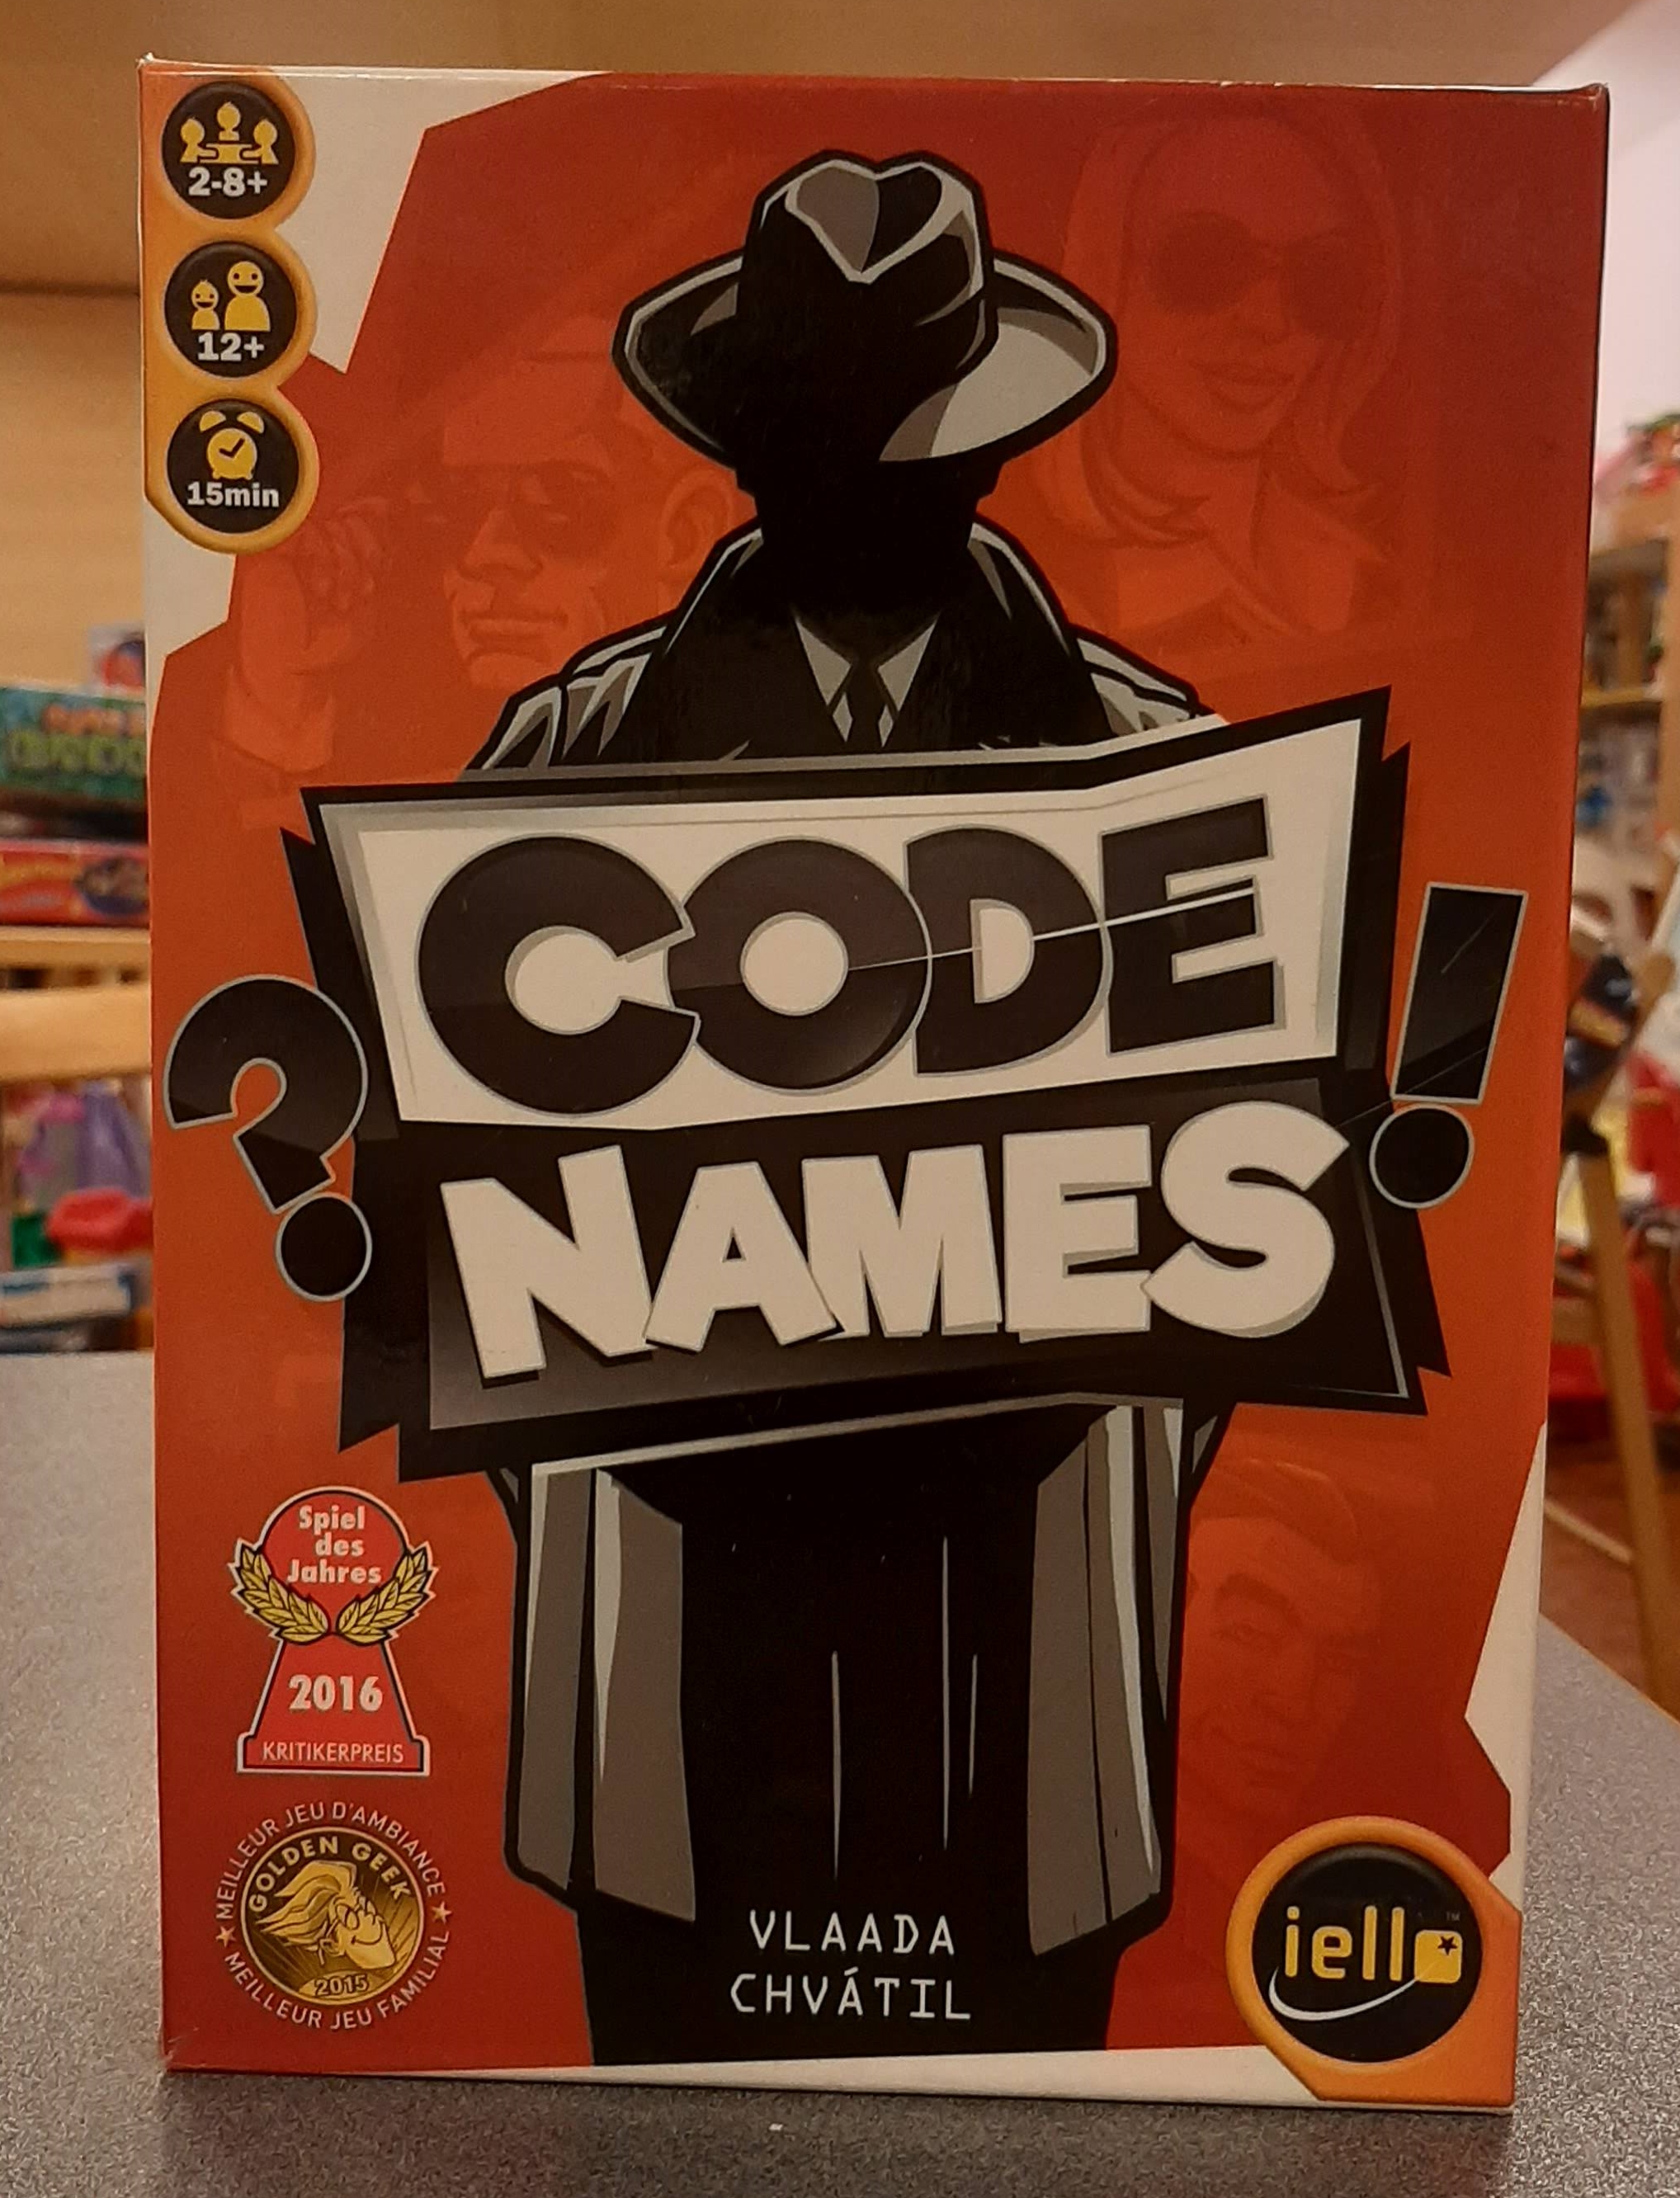 2-8+
12+
15min
CODE
NAMES
?
!
Spiel
des
Jahres
2016
KRITIKERPREIS
★ MEILLEUR JEU D'AMBIANCE ★
GOLDEN GEEK
2015
MEILLEUR JEU FAMILIAL
VLAADA
CHVÁTIL
iello™